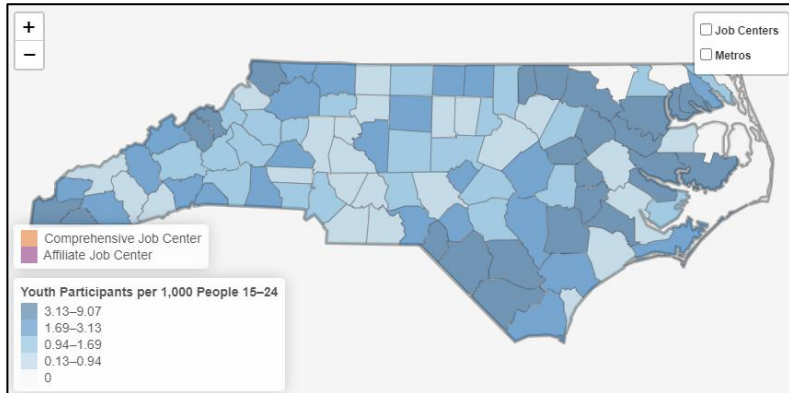 +
−
Job Centers
Metros
Comprehensive Job Center
Affiliate Job Center
Youth Participants per 1,000 People 15–24
3.13–9.07
1.69–3.13
0.94–1.69
0.13–0.94
0